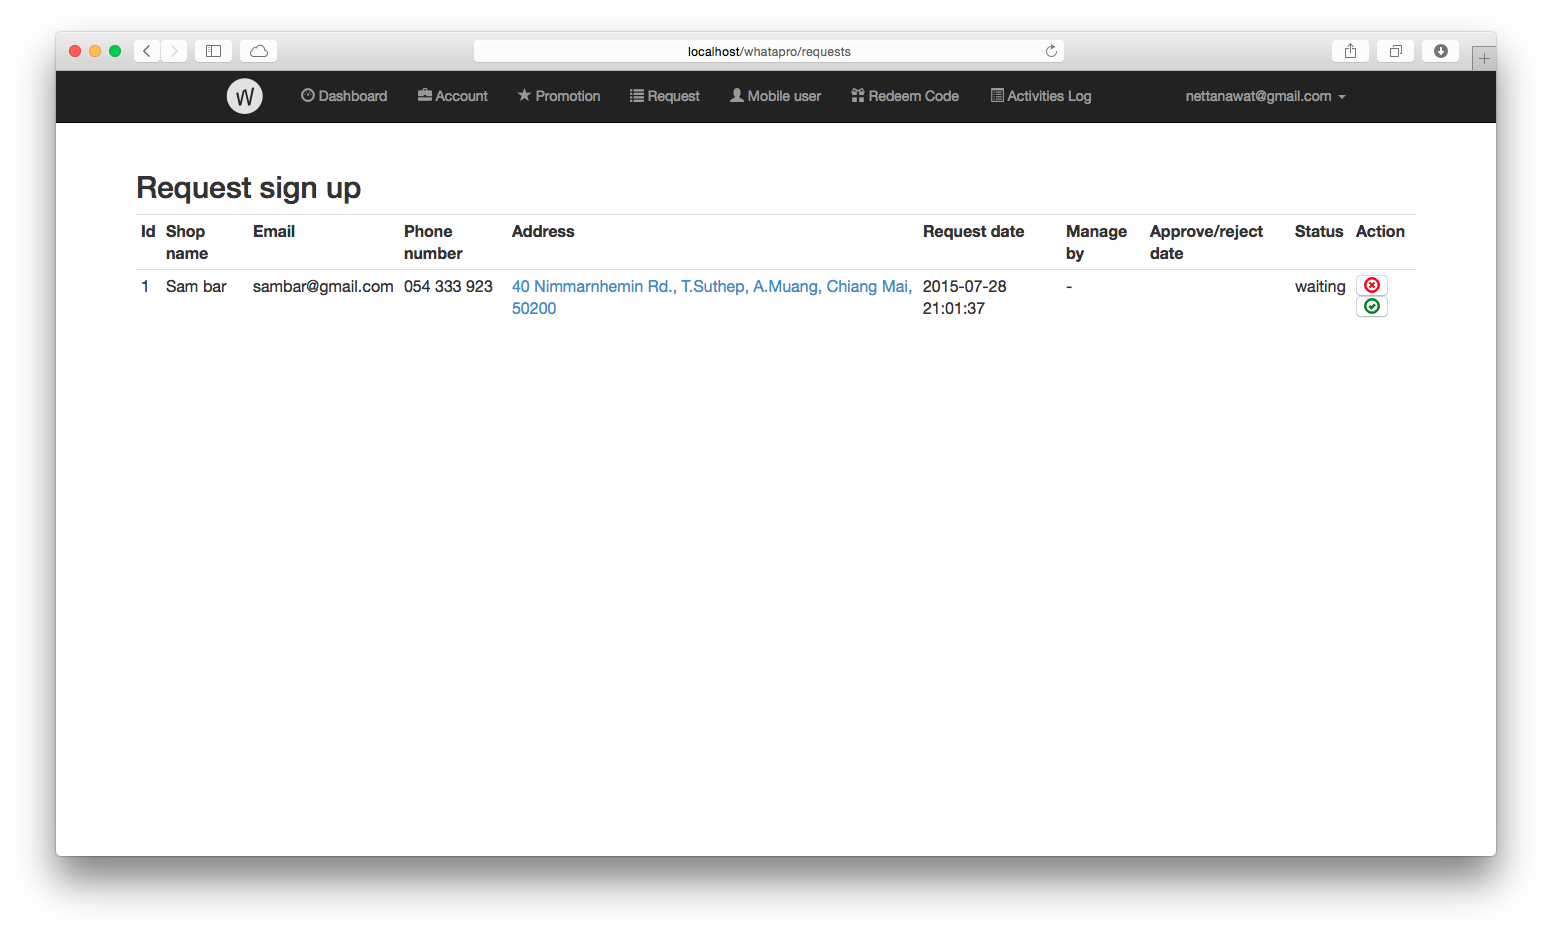 localhost/whatapro/requests
W Dashboard Account Promotion Request Mobile user Redeem Code Activities Log nettanawat@gmail.com
Request sign up
Id Shop name Email Phone number Address Request date Manage by Approve/reject date Status Action
1 Sam bar sambar@gmail.com 054 333 923 40 Nimmarnhemin Rd., T.Suthep, A.Muang, Chiang Mai, 50200 2015-07-28 21:01:37 - waiting